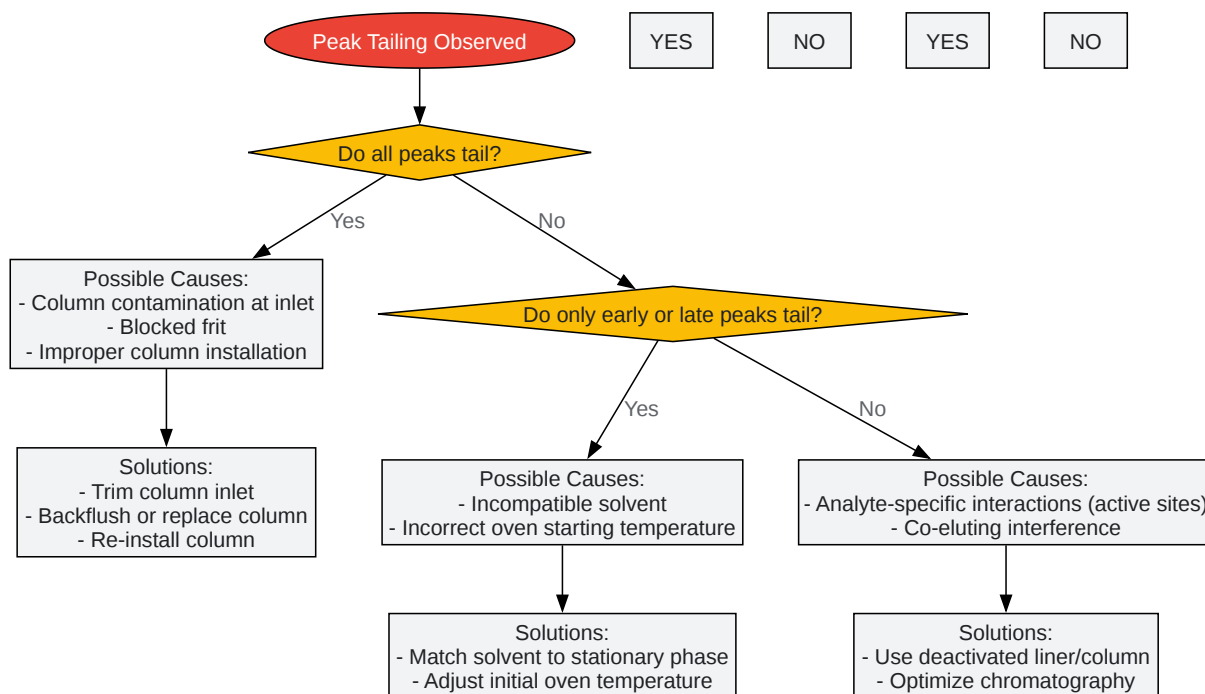 Peak Tailing Observed
YES
NO
YES
NO
Do all peaks tail?
Yes
No
Possible Causes:
- Column contamination at inlet
- Blocked frit
- Improper column installation
Do only early or late peaks tail?
Yes
No
Solutions:
- Trim column inlet
- Backflush or replace column
- Re-install column
Possible Causes:
- Incompatible solvent
- Incorrect oven starting temperature
Possible Causes:
- Analyte-specific interactions (active sites)
- Co-eluting interference
Solutions:
- Match solvent to stationary phase
- Adjust initial oven temperature
Solutions:
- Use deactivated liner/column
- Optimize chromatography